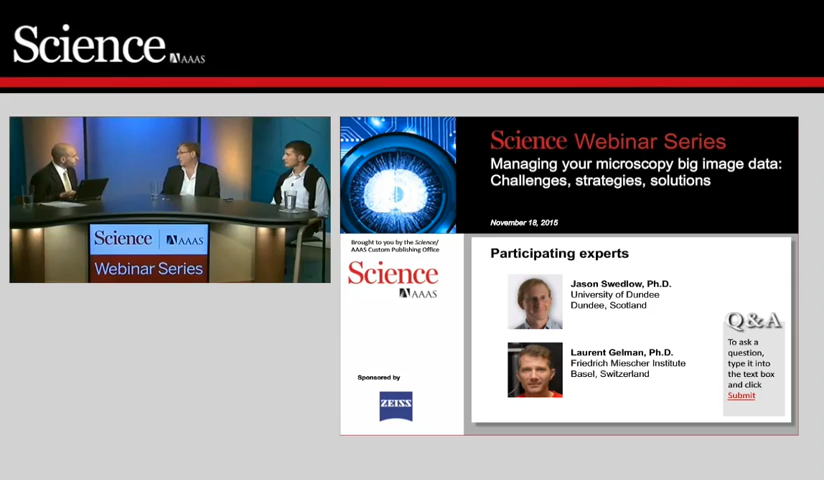 Science
AAAS
Science
AAAS
Webinar Series
Science Webinar Series
Managing your microscopy big image data:
Challenges, strategies, solutions
November 18, 2015
Brought to you by the Science/
AAAS Custom Publishing Office
Science
AAAS
Sponsored by
ZEISS
Participating experts
Jason Swedlow, Ph.D.
University of Dundee
Dundee, Scotland
Laurent Gelman, Ph.D.
Friedrich Miescher Institute
Basel, Switzerland
Q&A
To ask a
question,
type it into
the text box
and click
Submit